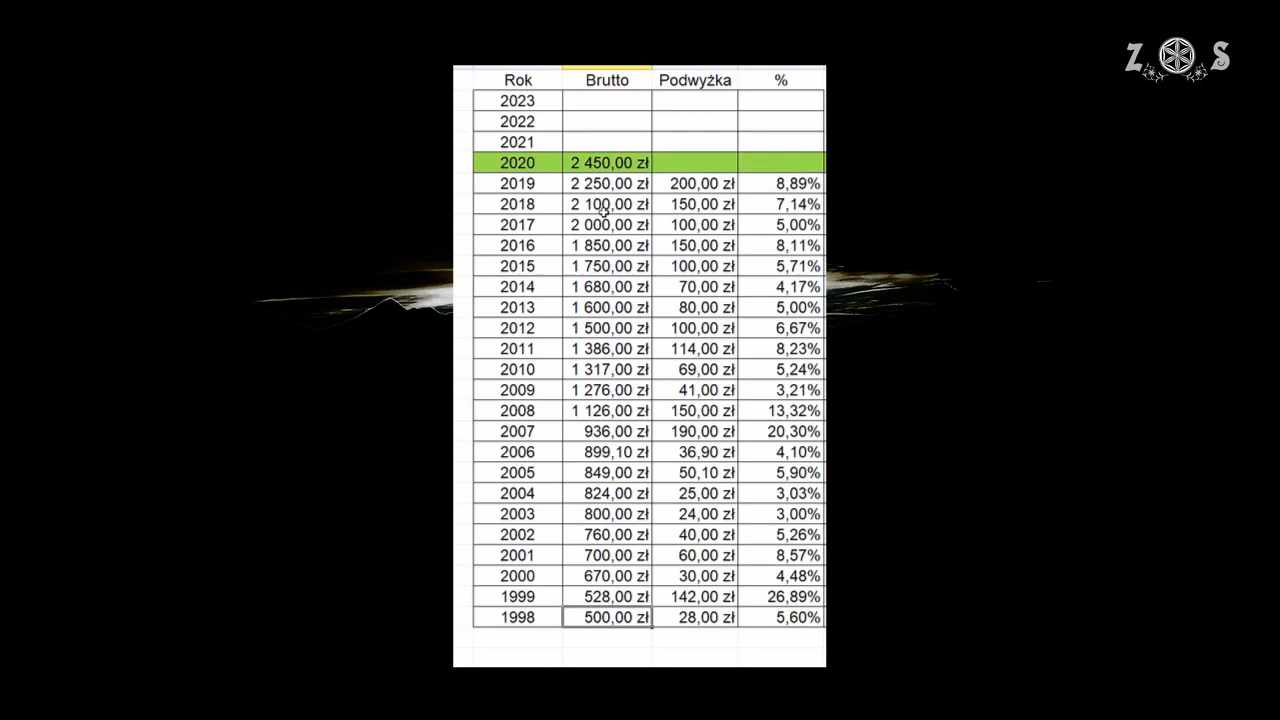 Z S
Rok Brutto Podwyżka %
2023
2022
2021
2020 2 450,00 zł
2019 2 250,00 zł 200,00 zł 8,89%
2018 2 100,00 zł 150,00 zł 7,14%
2017 2 000,00 zł 100,00 zł 5,00%
2016 1 850,00 zł 150,00 zł 8,11%
2015 1 750,00 zł 100,00 zł 5,71%
2014 1 680,00 zł 70,00 zł 4,17%
2013 1 600,00 zł 80,00 zł 5,00%
2012 1 500,00 zł 100,00 zł 6,67%
2011 1 386,00 zł 114,00 zł 8,23%
2010 1 317,00 zł 69,00 zł 5,24%
2009 1 276,00 zł 41,00 zł 3,21%
2008 1 126,00 zł 150,00 zł 13,32%
2007 936,00 zł 190,00 zł 20,30%
2006 899,10 zł 36,90 zł 4,10%
2005 849,00 zł 50,10 zł 5,90%
2004 824,00 zł 25,00 zł 3,03%
2003 800,00 zł 24,00 zł 3,00%
2002 760,00 zł 40,00 zł 5,26%
2001 700,00 zł 60,00 zł 8,57%
2000 670,00 zł 30,00 zł 4,48%
1999 528,00 zł 142,00 zł 26,89%
1998 500,00 zł 28,00 zł 5,60%